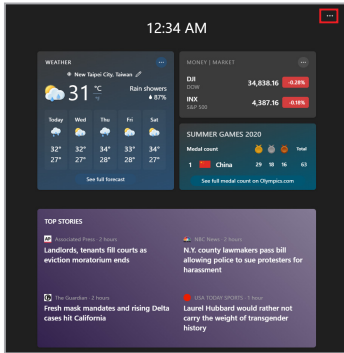 12:34 AM
WEATHER
New Taipei City, Taiwan
31 °C
Rain showers
87%
Today Wed Thu Fri Sat
32° 32° 34° 33° 34°
27° 27° 28° 27° 27°
See full forecast
MONEY | MARKET
DJI
DOW
34,838.16
-0.28%
INX
S&P 500
4,387.16
-0.18%
SUMMER GAMES 2020
Medal count Total
1 China 29 18 16 63
See full medal count on Olympics.com
TOP STORIES
AP Associated Press · 2 hours
Landlords, tenants fill courts as
eviction moratorium ends
NBC News · 2 hours
N.Y. county lawmakers pass bill
allowing police to sue protesters for
harassment
The Guardian · 2 hours
Fresh mask mandates and rising Delta
cases hit California
USA TODAY SPORTS · 1 hour
Laurel Hubbard would rather not
carry the weight of transgender
history